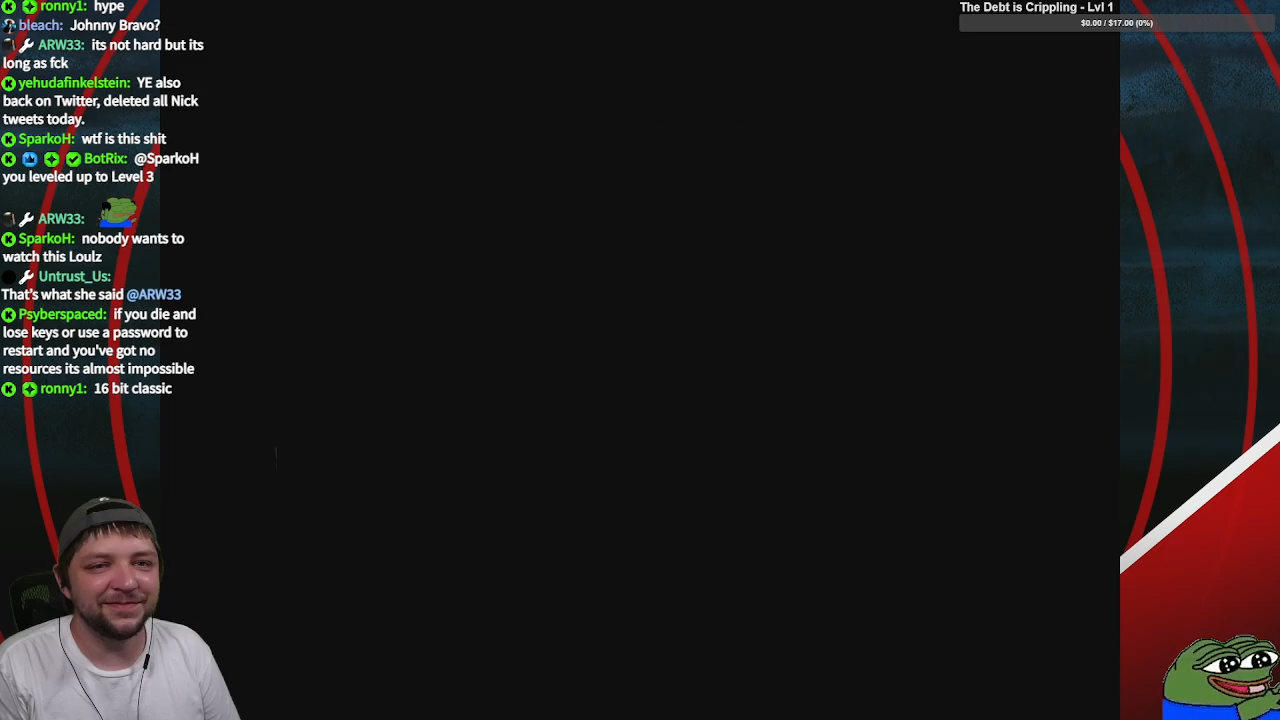 ronny1: hype
bleach: Johnny Bravo?
ARW33: its not hard but its
long as fck
yehudafinkelstein: YE also
back on Twitter, deleted all Nick
tweets today.
SparkoH: wtf is this shit
BotRix: @SparkoH
you leveled up to Level 3
ARW33:
SparkoH: nobody wants to
watch this Loulz
Untrust_Us:
That's what she said @ARW33
Psyberspaced: if you die and
lose keys or use a password to
restart and you've got no
resources its almost impossible
ronny1: 16 bit classic
The Debt is Crippling - Lvl 1
$0.00 / $17.00 (0%)